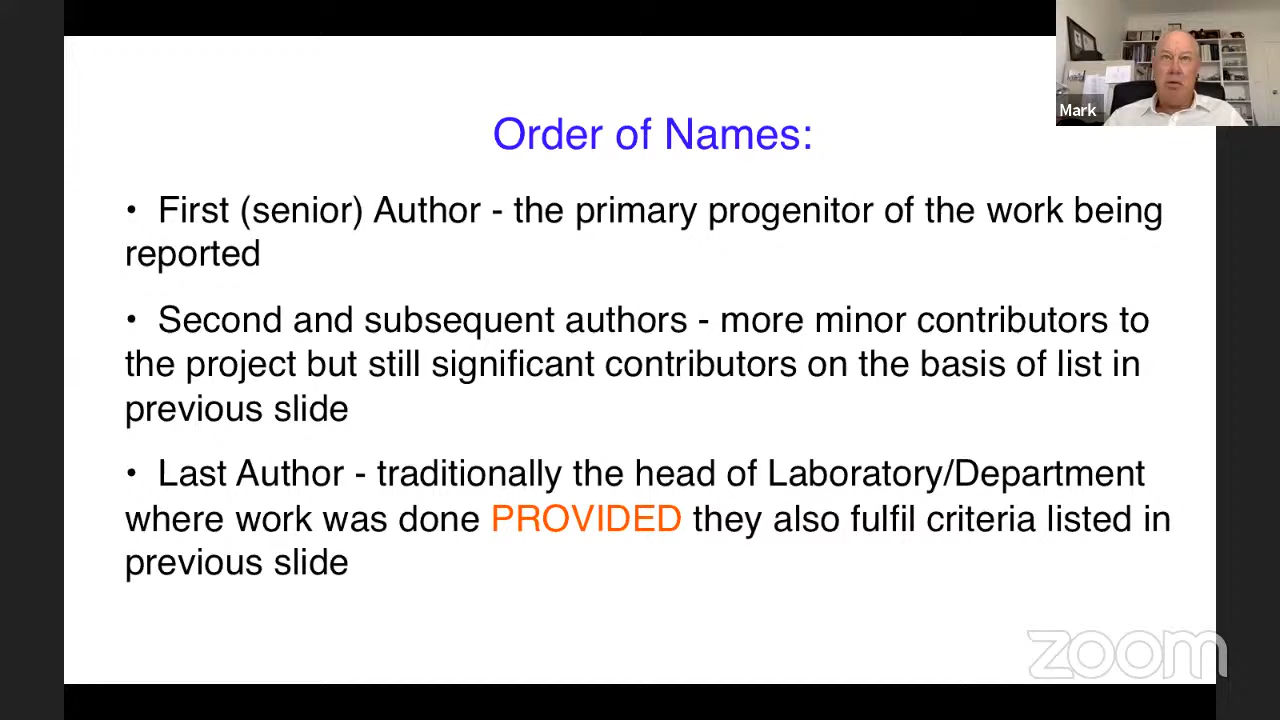 Mark
Order of Names:
• First (senior) Author - the primary progenitor of the work being
reported
• Second and subsequent authors - more minor contributors to
the project but still significant contributors on the basis of list in
previous slide
• Last Author - traditionally the head of Laboratory/Department
where work was done PROVIDED they also fulfil criteria listed in
previous slide
zoom